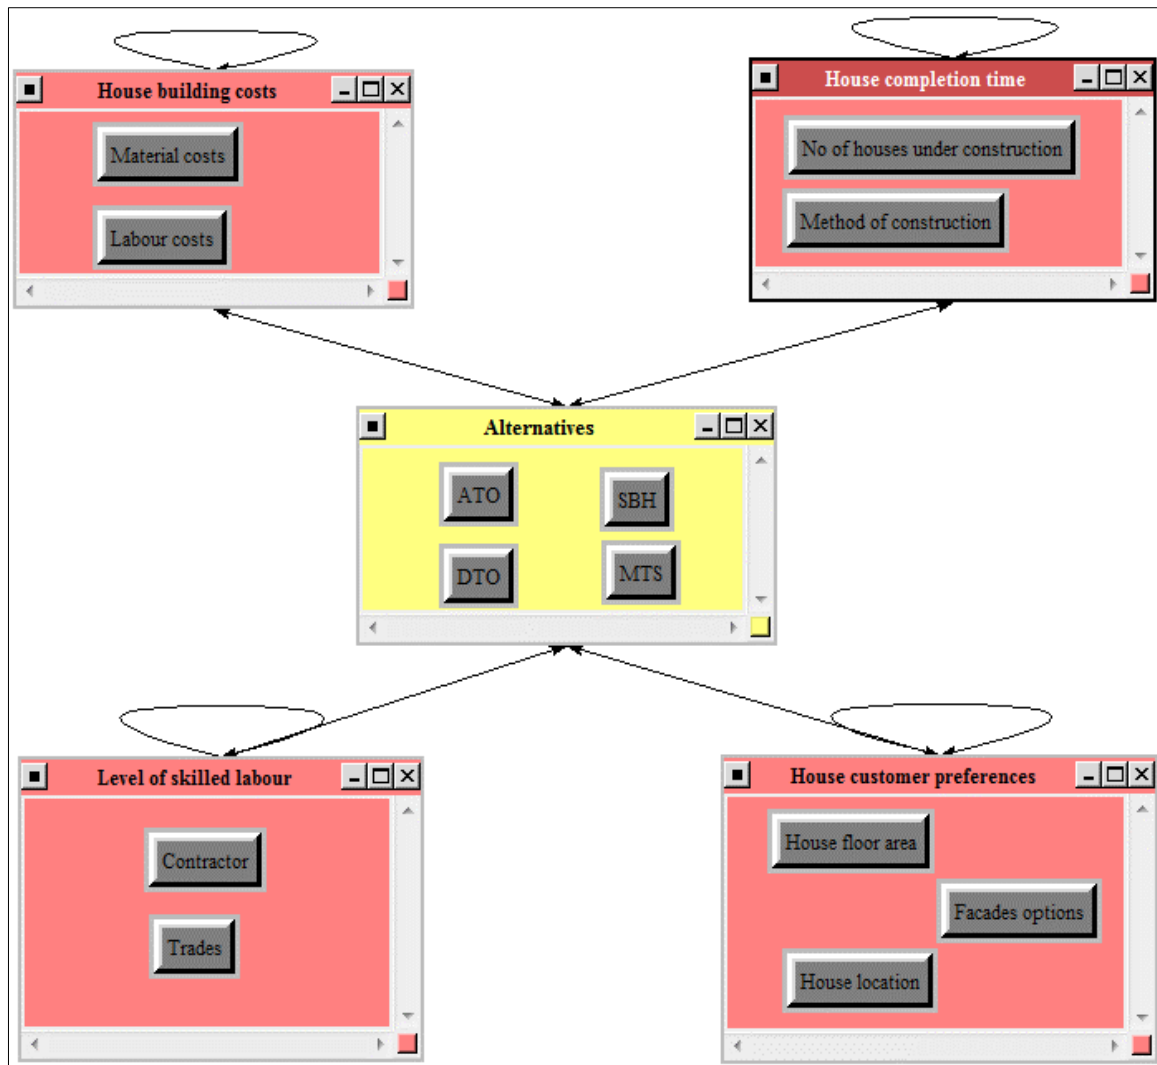 House building costs
Material costs
Labour costs
House completion time
No of houses under construction
Method of construction
Alternatives
ATO
SBH
DTO
MTS
Level of skilled labour
Contractor
Trades
House customer preferences
House floor area
Facades options
House location